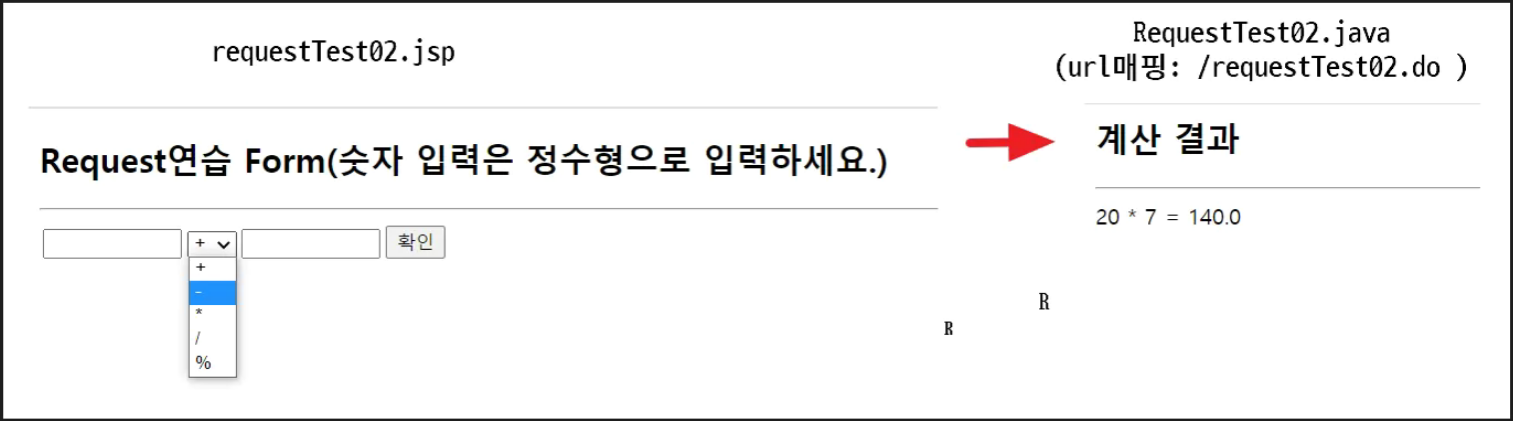 requestTest02.jsp
Request연습 Form(숫자 입력은 정수형으로 입력하세요.)
+
확인
+
-
*
/
%
RequestTest02.java
(url매핑: /requestTest02.do )
계산 결과
20 * 7 = 140.0
R
R